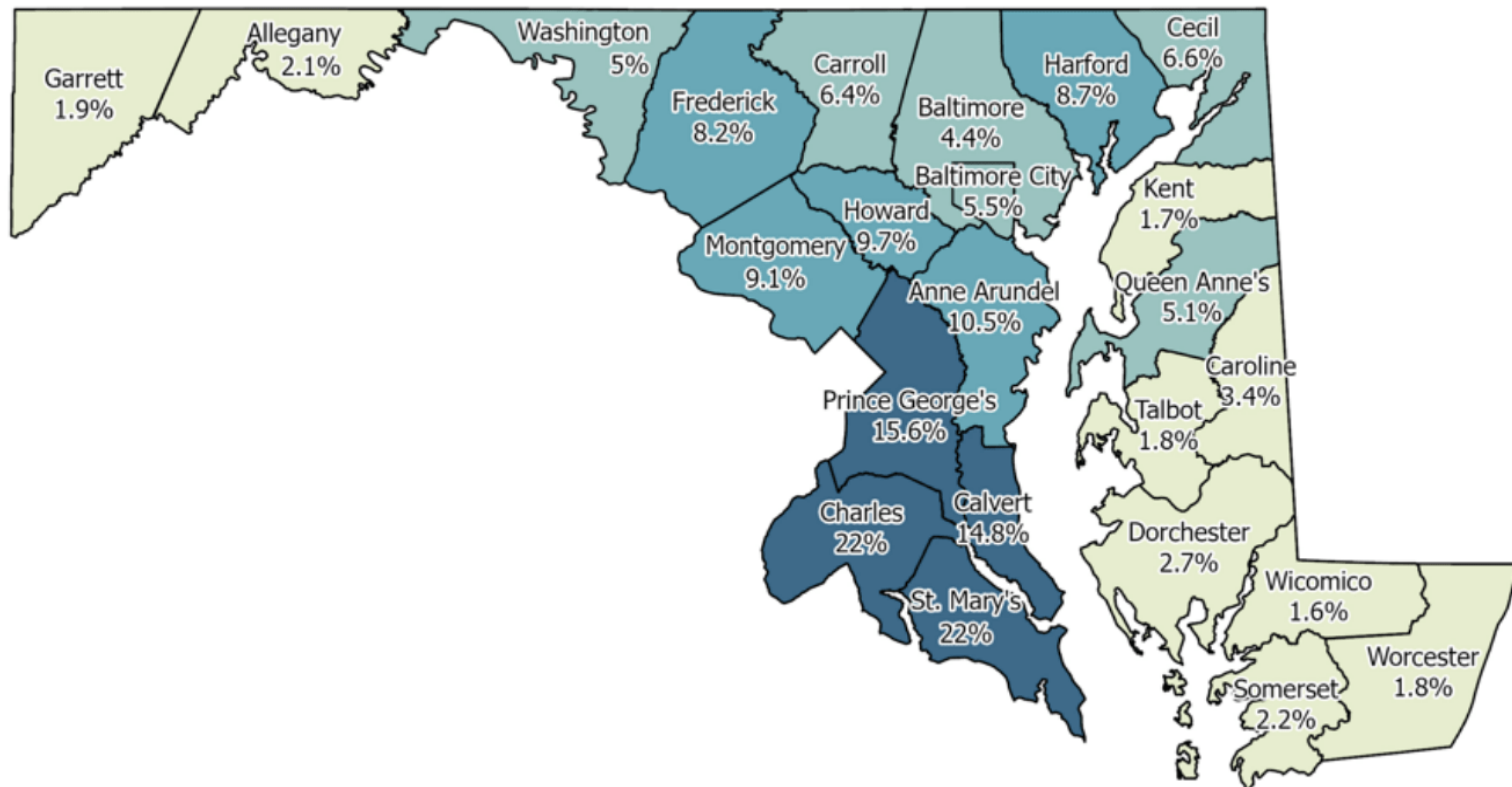 Garrett
1.9%
Allegany
2.1%
Washington
5%
Frederick
8.2%
Carroll
6.4%
Baltimore
4.4%
Baltimore City
5.5%
Harford
8.7%
Cecil
6.6%
Kent
1.7%
Howard
9.7%
Montgomery
9.1%
Anne Arundel
10.5%
Queen Anne's
5.1%
Caroline
3.4%
Talbot
1.8%
Prince George's
15.6%
Charles
22%
Calvert
14.8%
St. Mary's
22%
Dorchester
2.7%
Wicomico
1.6%
Somerset
2.2%
Worcester
1.8%